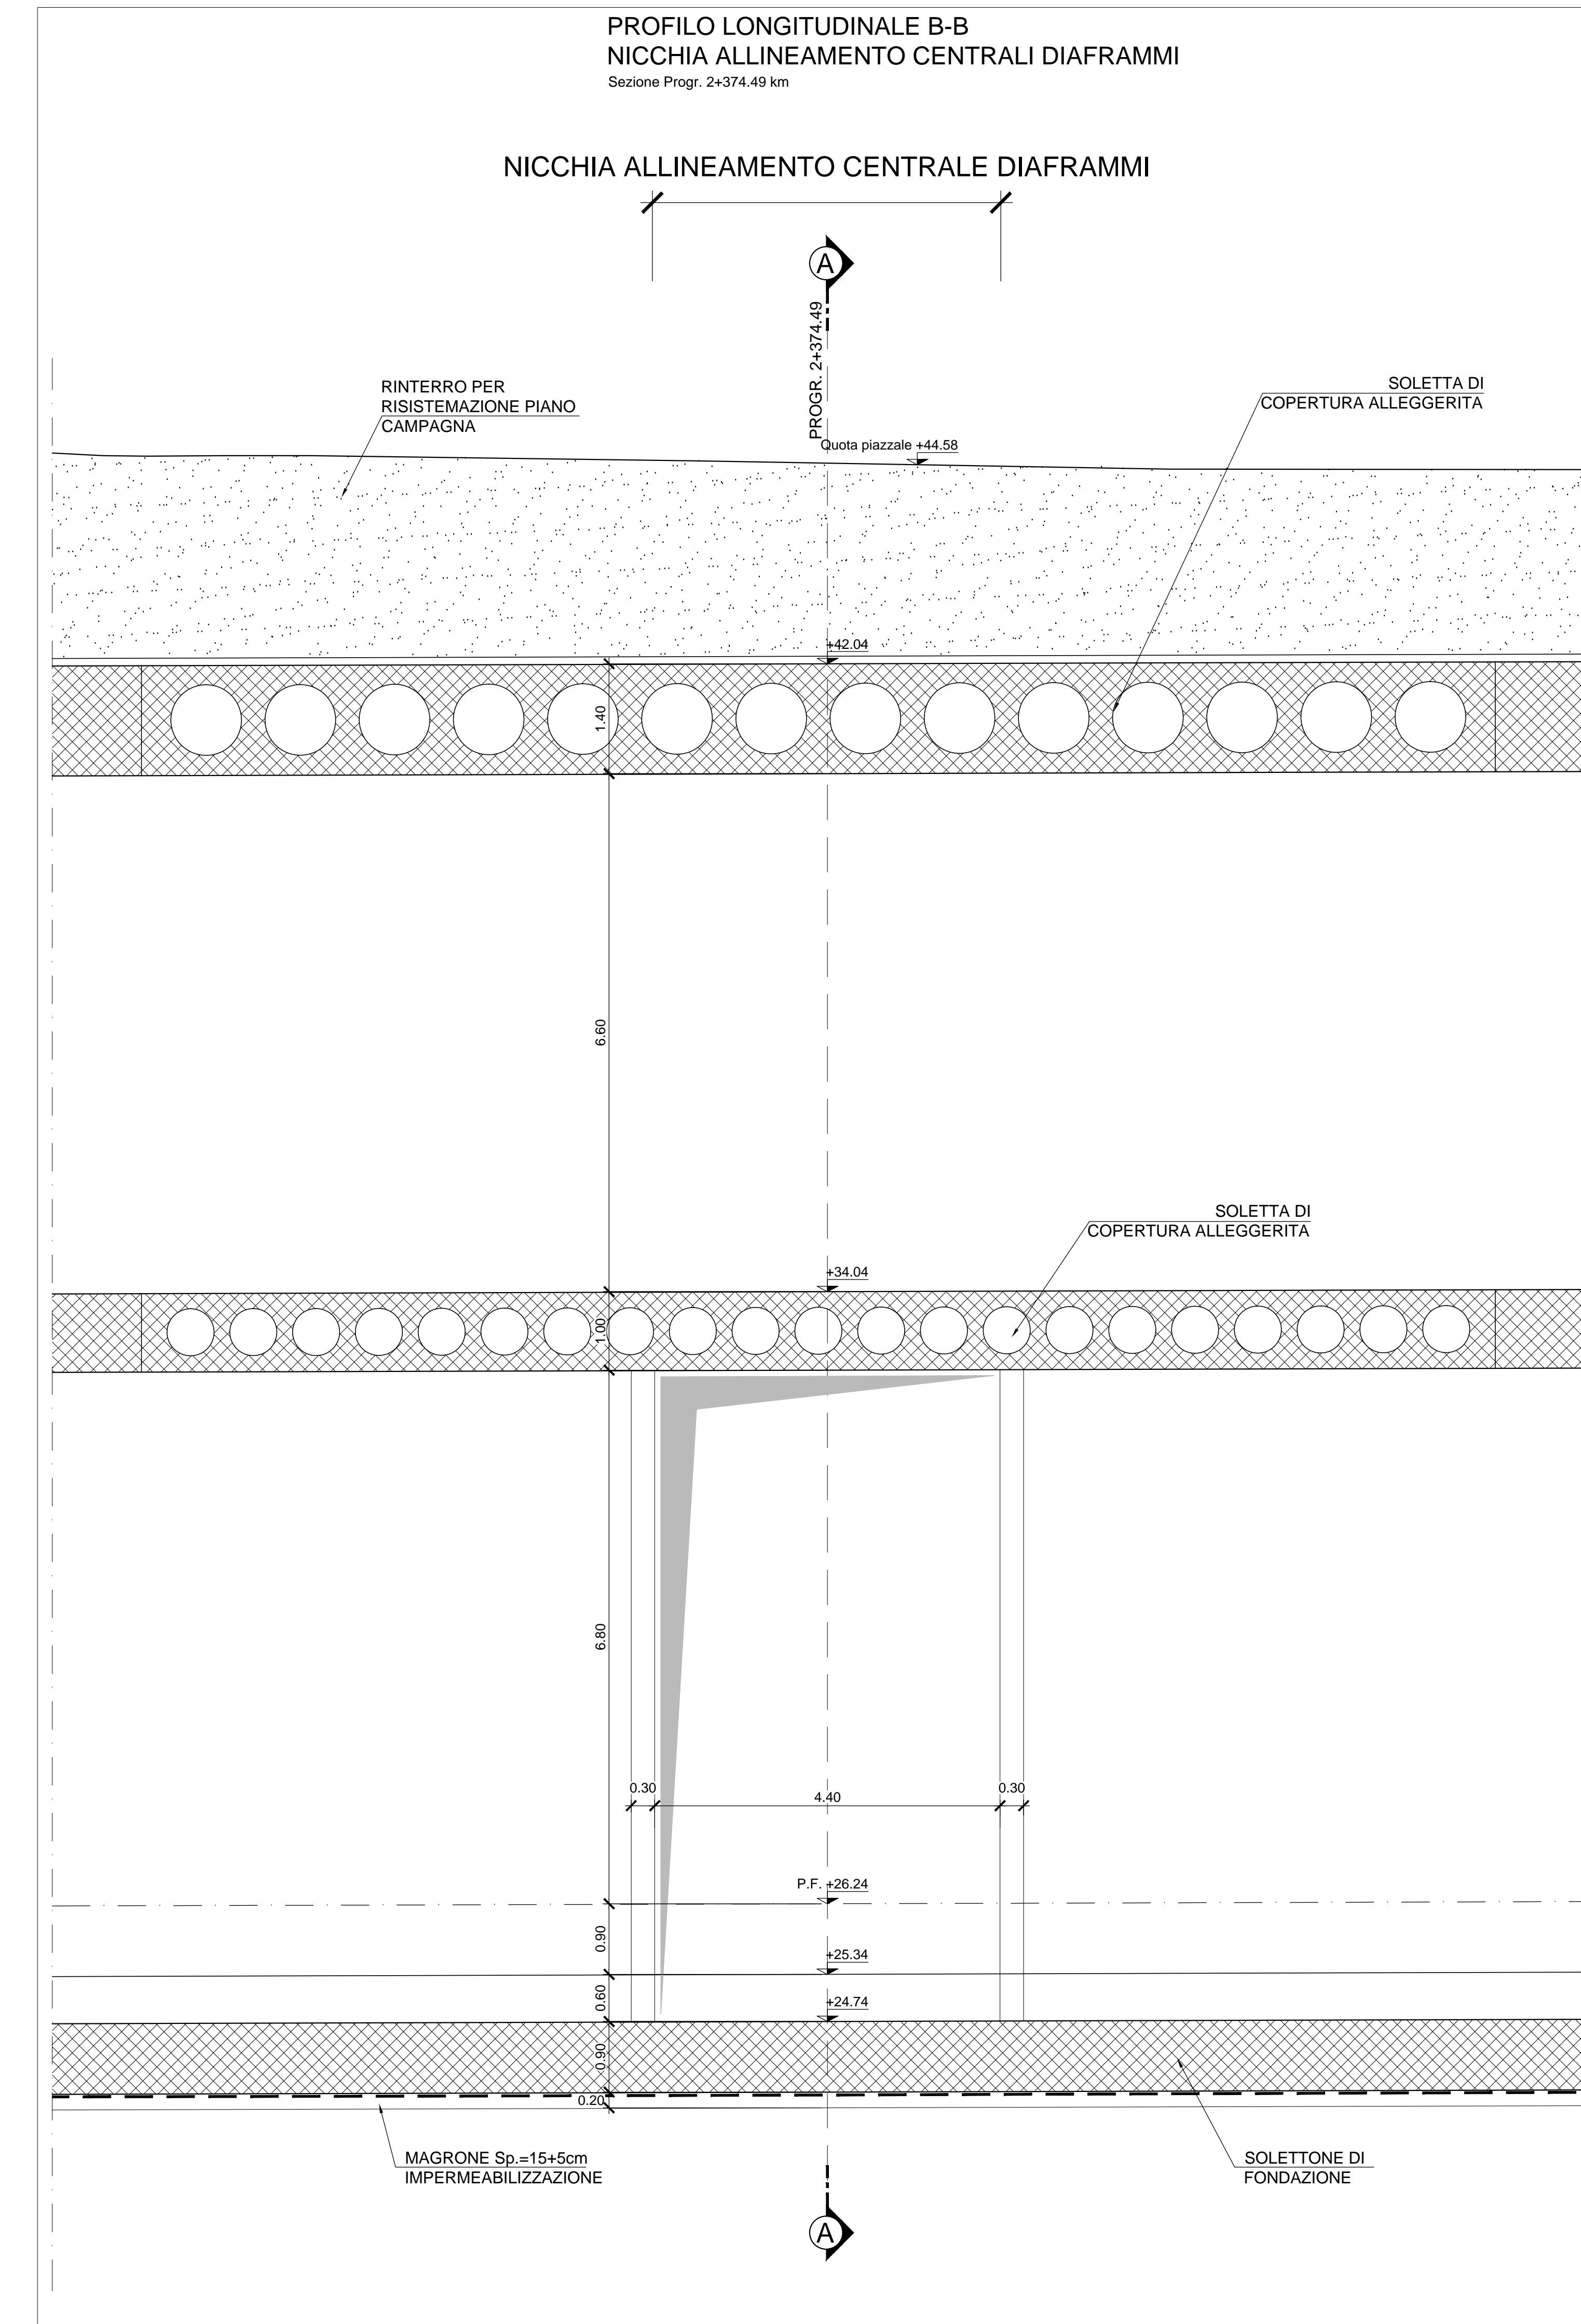 PROFILO LONGITUDINALE B-B
NICCHIA ALLINEAMENTO CENTRALI DIAFRAMMI
Sezione Progr. 2+374.49 km
NICCHIA ALLINEAMENTO CENTRALE DIAFRAMMI
A
PROGR. 2+374.49
RINTERRO PER
RISISTEMAZIONE PIANO
CAMPAGNA
SOLETTA DI
COPERTURA ALLEGGERITA
Quota piazzale +44.58
+42.04
1.40
6.60
SOLETTA DI
COPERTURA ALLEGGERITA
+34.04
1.00
6.80
0.30
4.40
0.30
P.F. +26.24
0.90
+25.34
0.60
+24.74
0.90
0.20
MAGRONE Sp.=15+5cm
IMPERMEABILIZZAZIONE
SOLETTONE DI
FONDAZIONE
A